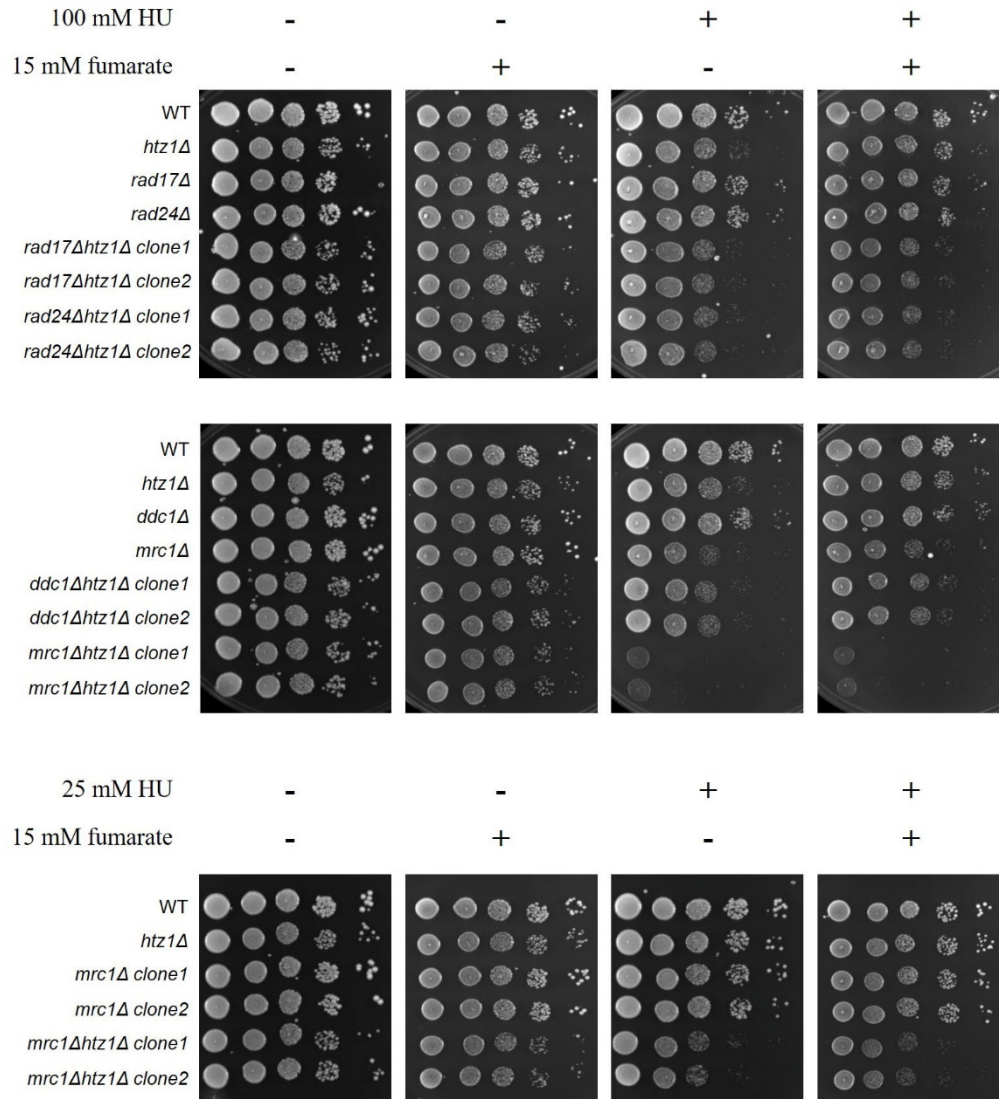 100 mM HU - - + +
15 mM fumarate - + - +
WT
htz1Δ
rad17Δ
rad24Δ
rad17Δhtz1Δ clone1
rad17Δhtz1Δ clone2
rad24Δhtz1Δ clone1
rad24Δhtz1Δ clone2
WT
htz1Δ
ddc1Δ
mrc1Δ
ddc1Δhtz1Δ clone1
ddc1Δhtz1Δ clone2
mrc1Δhtz1Δ clone1
mrc1Δhtz1Δ clone2
25 mM HU - - + +
15 mM fumarate - + - +
WT
htz1Δ
mrc1Δ clone1
mrc1Δ clone2
mrc1Δhtz1Δ clone1
mrc1Δhtz1Δ clone2